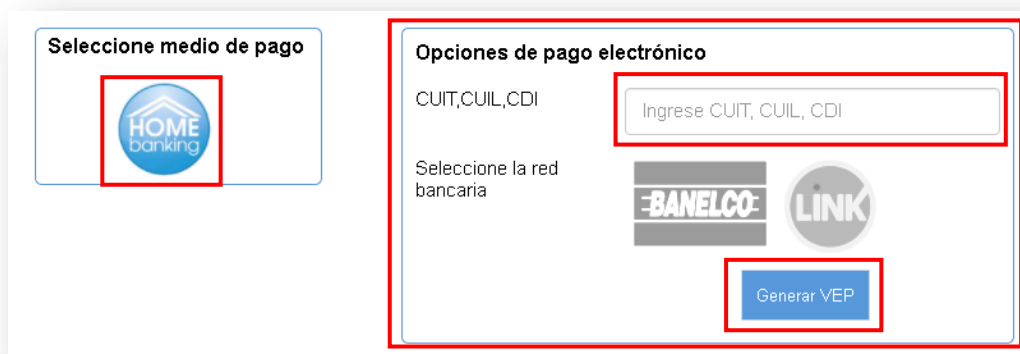 Seleccione medio de pago
HOME
banking
Opciones de pago electrónico
CUIT,CUIL,CDI
Ingrese CUIT, CUIL, CDI
Seleccione la red
bancaria
BANELCO
LINK
Generar VEP